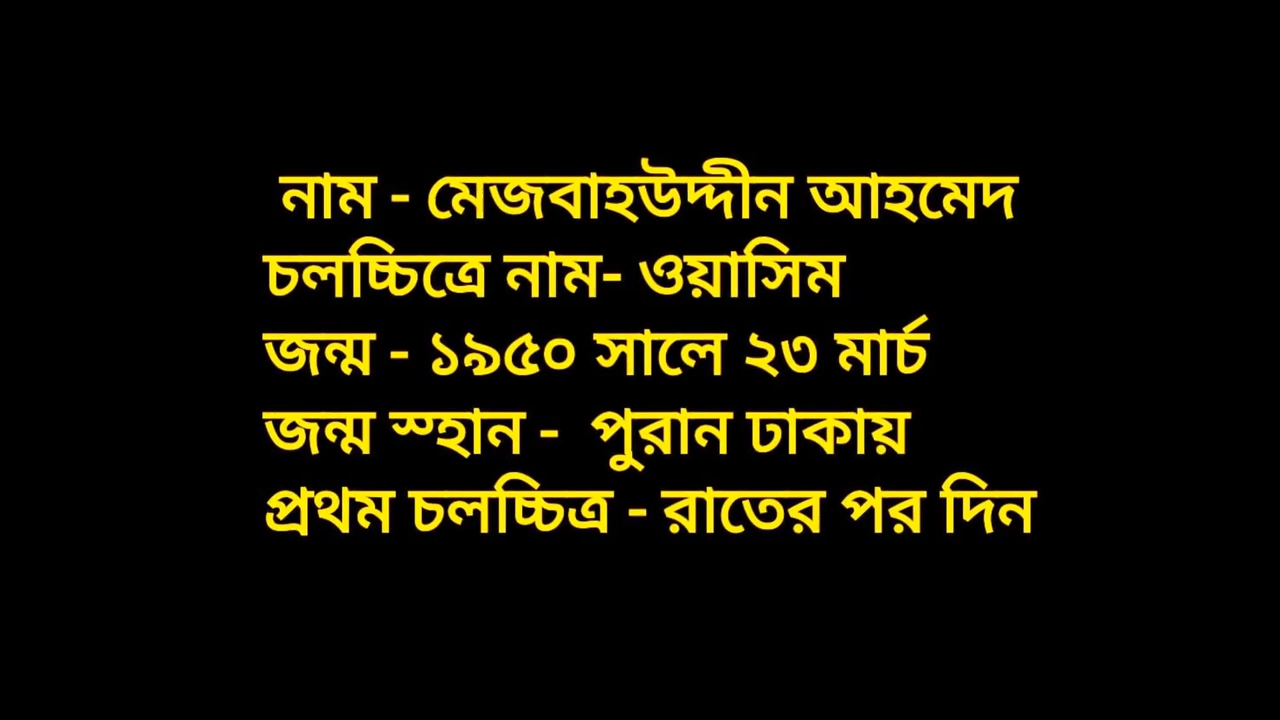 নাম - মেজবাহউদ্দীন আহমেদ
চলচ্চিত্রে নাম- ওয়াসিম
জন্ম - ১৯৫০ সালে ২৩ মার্চ
জন্ম স্হান - পুরান ঢাকায়
প্রথম চলচ্চিত্র - রাতের পর দিন